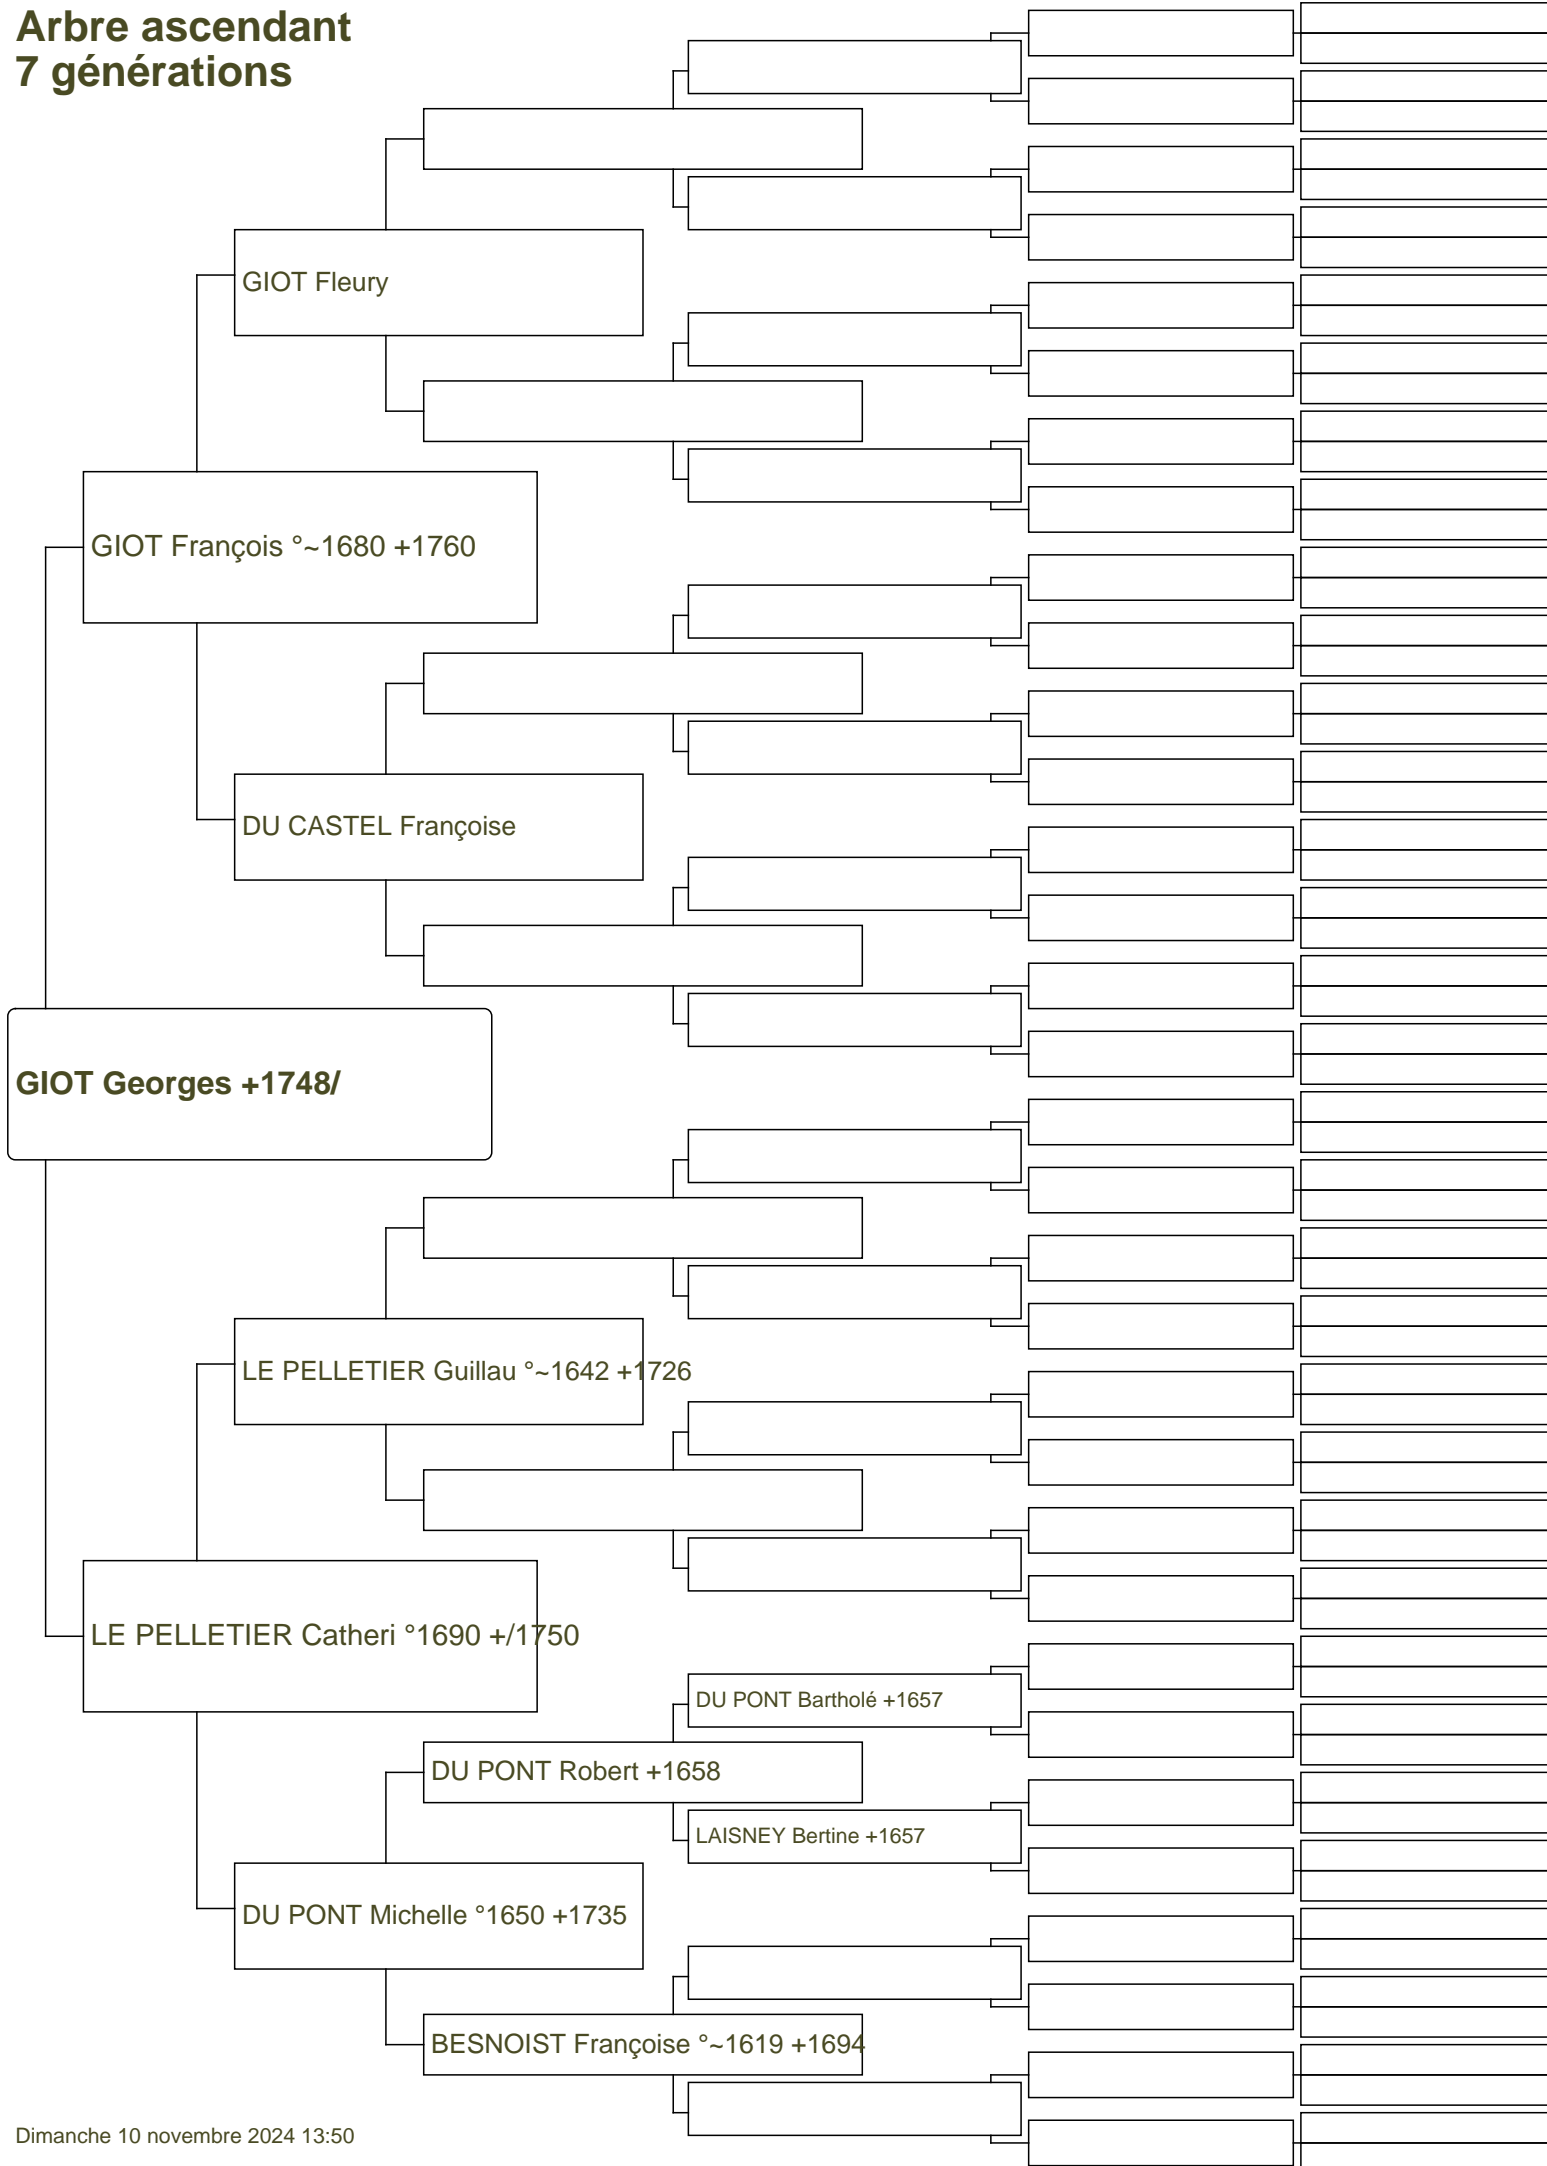 Arbre ascendant
7 générations
GIOT Fleury
GIOT François °~1680 +1760
DU CASTEL Françoise
GIOT Georges +1748/
LE PELLETIER Guillau °~1642 +1726
LE PELLETIER Catheri °1690 +/1750
DU PONT Bartholé +1657
DU PONT Robert +1658
LAISNEY Bertine +1657
DU PONT Michelle °1650 +1735
BESNOIST Françoise °~1619 +1694
Dimanche 10 novembre 2024 13:50